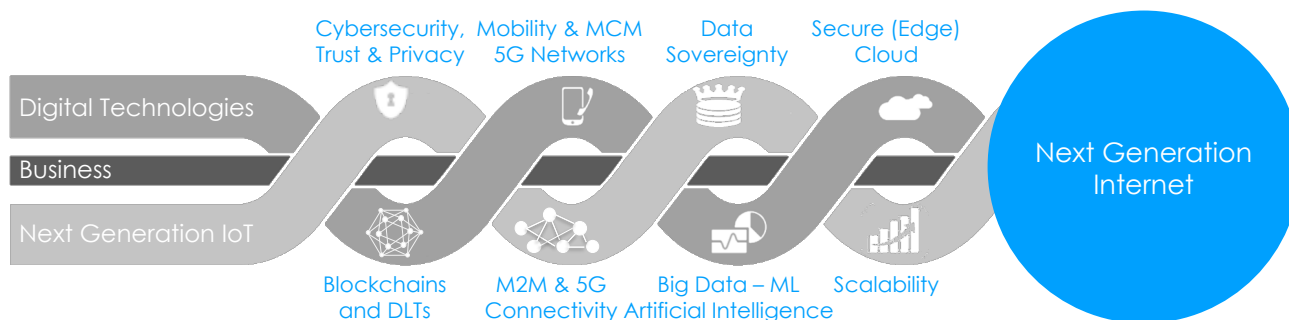 Cybersecurity,
Trust & Privacy
Mobility & MCM
5G Networks
Data
Sovereignty
Secure (Edge)
Cloud
Digital Technologies
Business
Next Generation IoT
Next Generation
Internet
Blockchains
and DLTs
M2M & 5G
Connectivity
Big Data – ML
Artificial Intelligence
Scalability